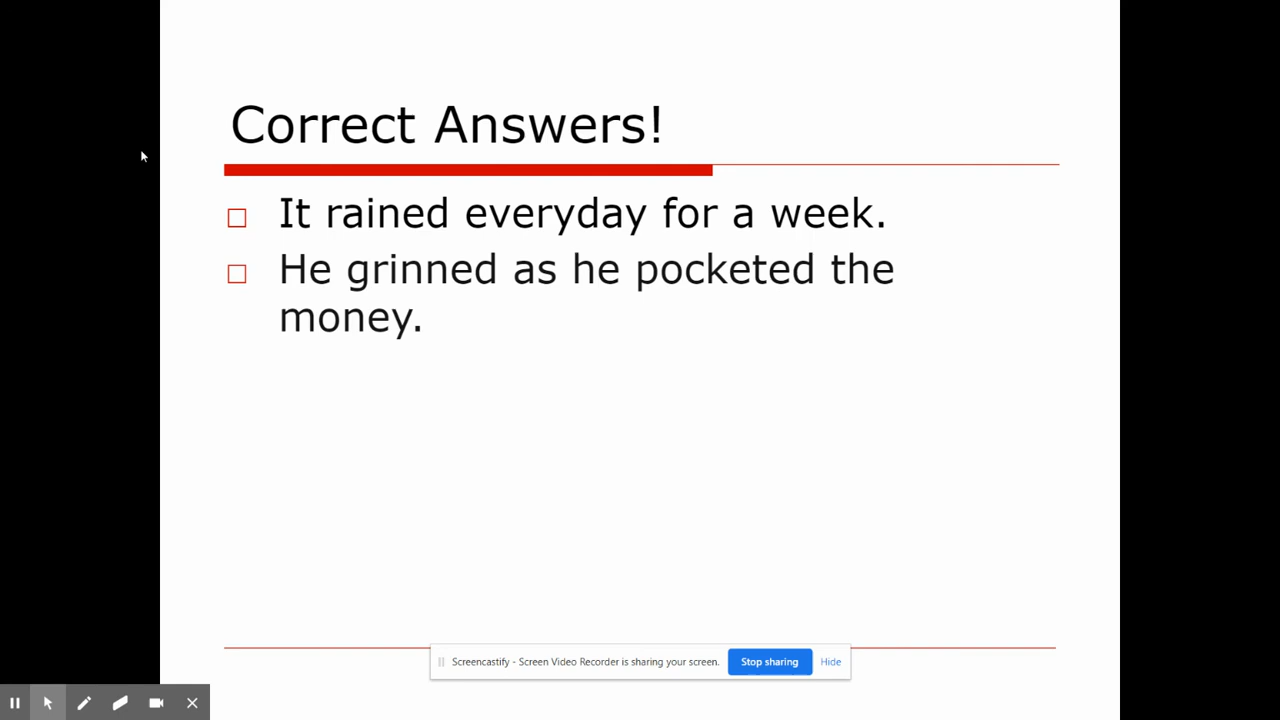 Correct Answers!
It rained everyday for a week.
He grinned as he pocketed the
money.
Screencastify - Screen Video Recorder is sharing your screen. Stop sharing Hide